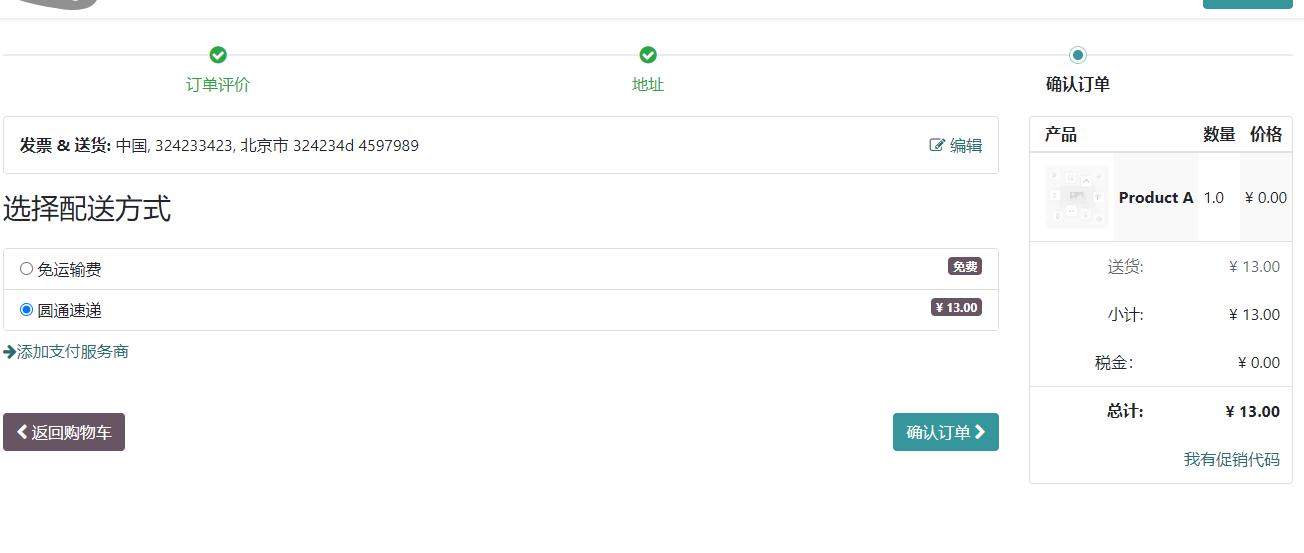 订单评价
地址
确认订单
发票 & 送货: 中国, 324233423, 北京市 324234d 4597989
编辑
选择配送方式
免运输费
免费
圆通速递
¥ 13.00
添加支付服务商
返回购物车
确认订单
产品 数量 价格
Product A 1.0 ¥ 0.00
送货: ¥ 13.00
小计: ¥ 13.00
税金: ¥ 0.00
总计: ¥ 13.00
我有促销代码